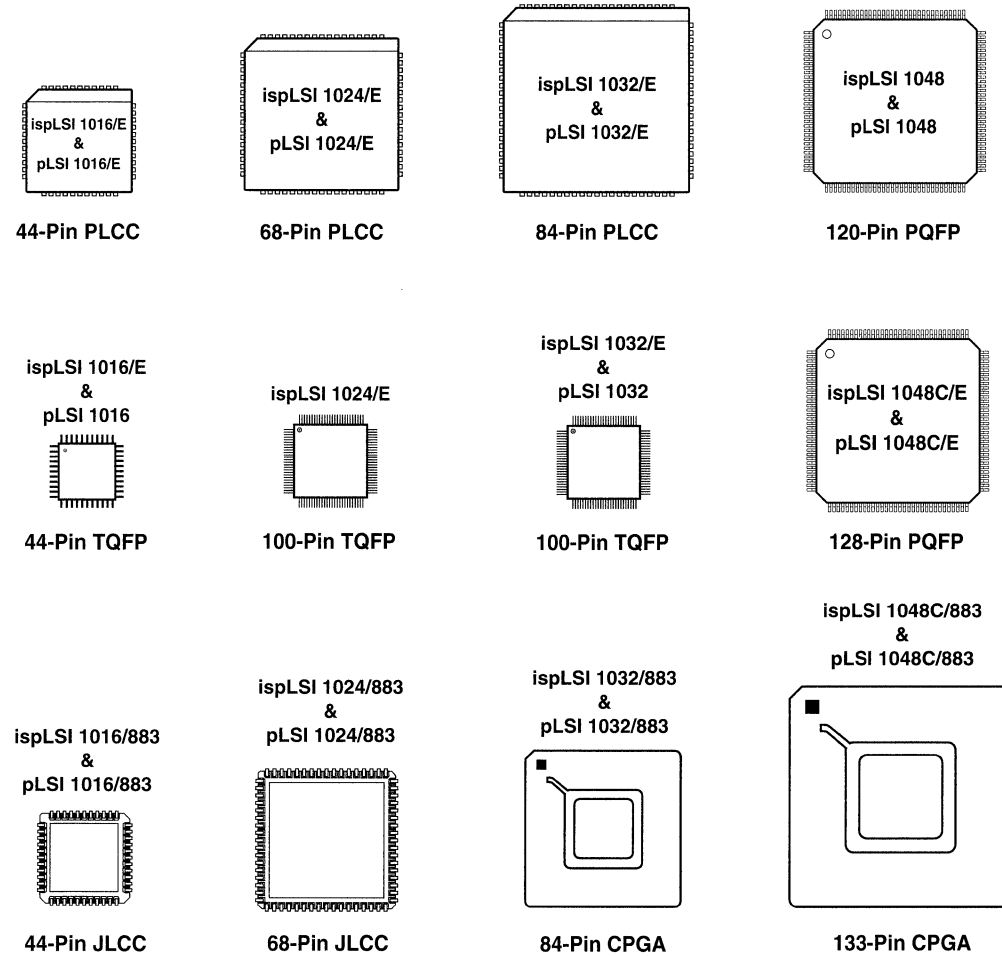 ispLSI 1016/E
&
pLSI 1016/E
44-Pin PLCC
ispLSI 1024/E
&
pLSI 1024/E
68-Pin PLCC
ispLSI 1032/E
&
pLSI 1032/E
84-Pin PLCC
ispLSI 1048
&
pLSI 1048
120-Pin PQFP
ispLSI 1016/E
&
pLSI 1016
44-Pin TQFP
ispLSI 1024/E
100-Pin TQFP
ispLSI 1032/E
&
pLSI 1032
100-Pin TQFP
ispLSI 1048C/E
&
pLSI 1048C/E
128-Pin PQFP
ispLSI 1016/883
&
pLSI 1016/883
44-Pin JLCC
ispLSI 1024/883
&
pLSI 1024/883
68-Pin JLCC
ispLSI 1032/883
&
pLSI 1032/883
84-Pin CPGA
ispLSI 1048C/883
&
pLSI 1048C/883
133-Pin CPGA